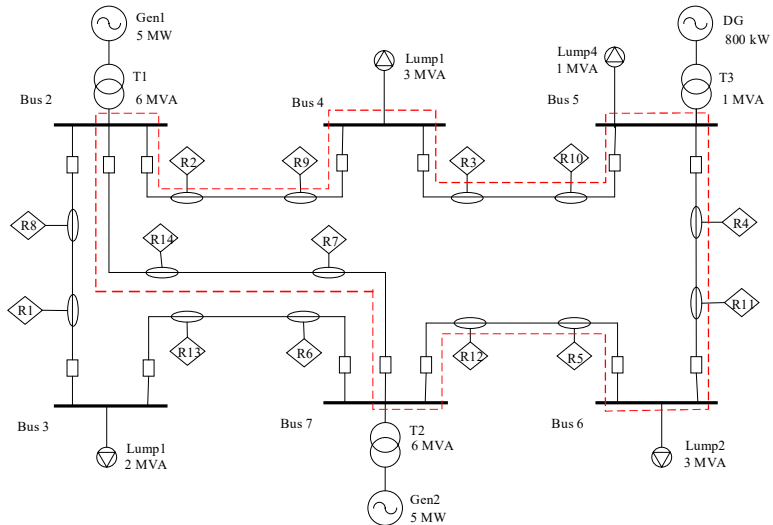 Gen1
5 MW
T1
6 MVA
Bus 2
Lump1
3 MVA
Bus 4
Lump4
1 MVA
Bus 5
DG
800 kW
T3
1 MVA
R2
R9
R3
R10
R8
R14
R7
R4
R1
R13
R6
R12
R5
R11
Bus 3
Lump1
2 MVA
Bus 7
T2
6 MVA
Gen2
5 MW
Bus 6
Lump2
3 MVA